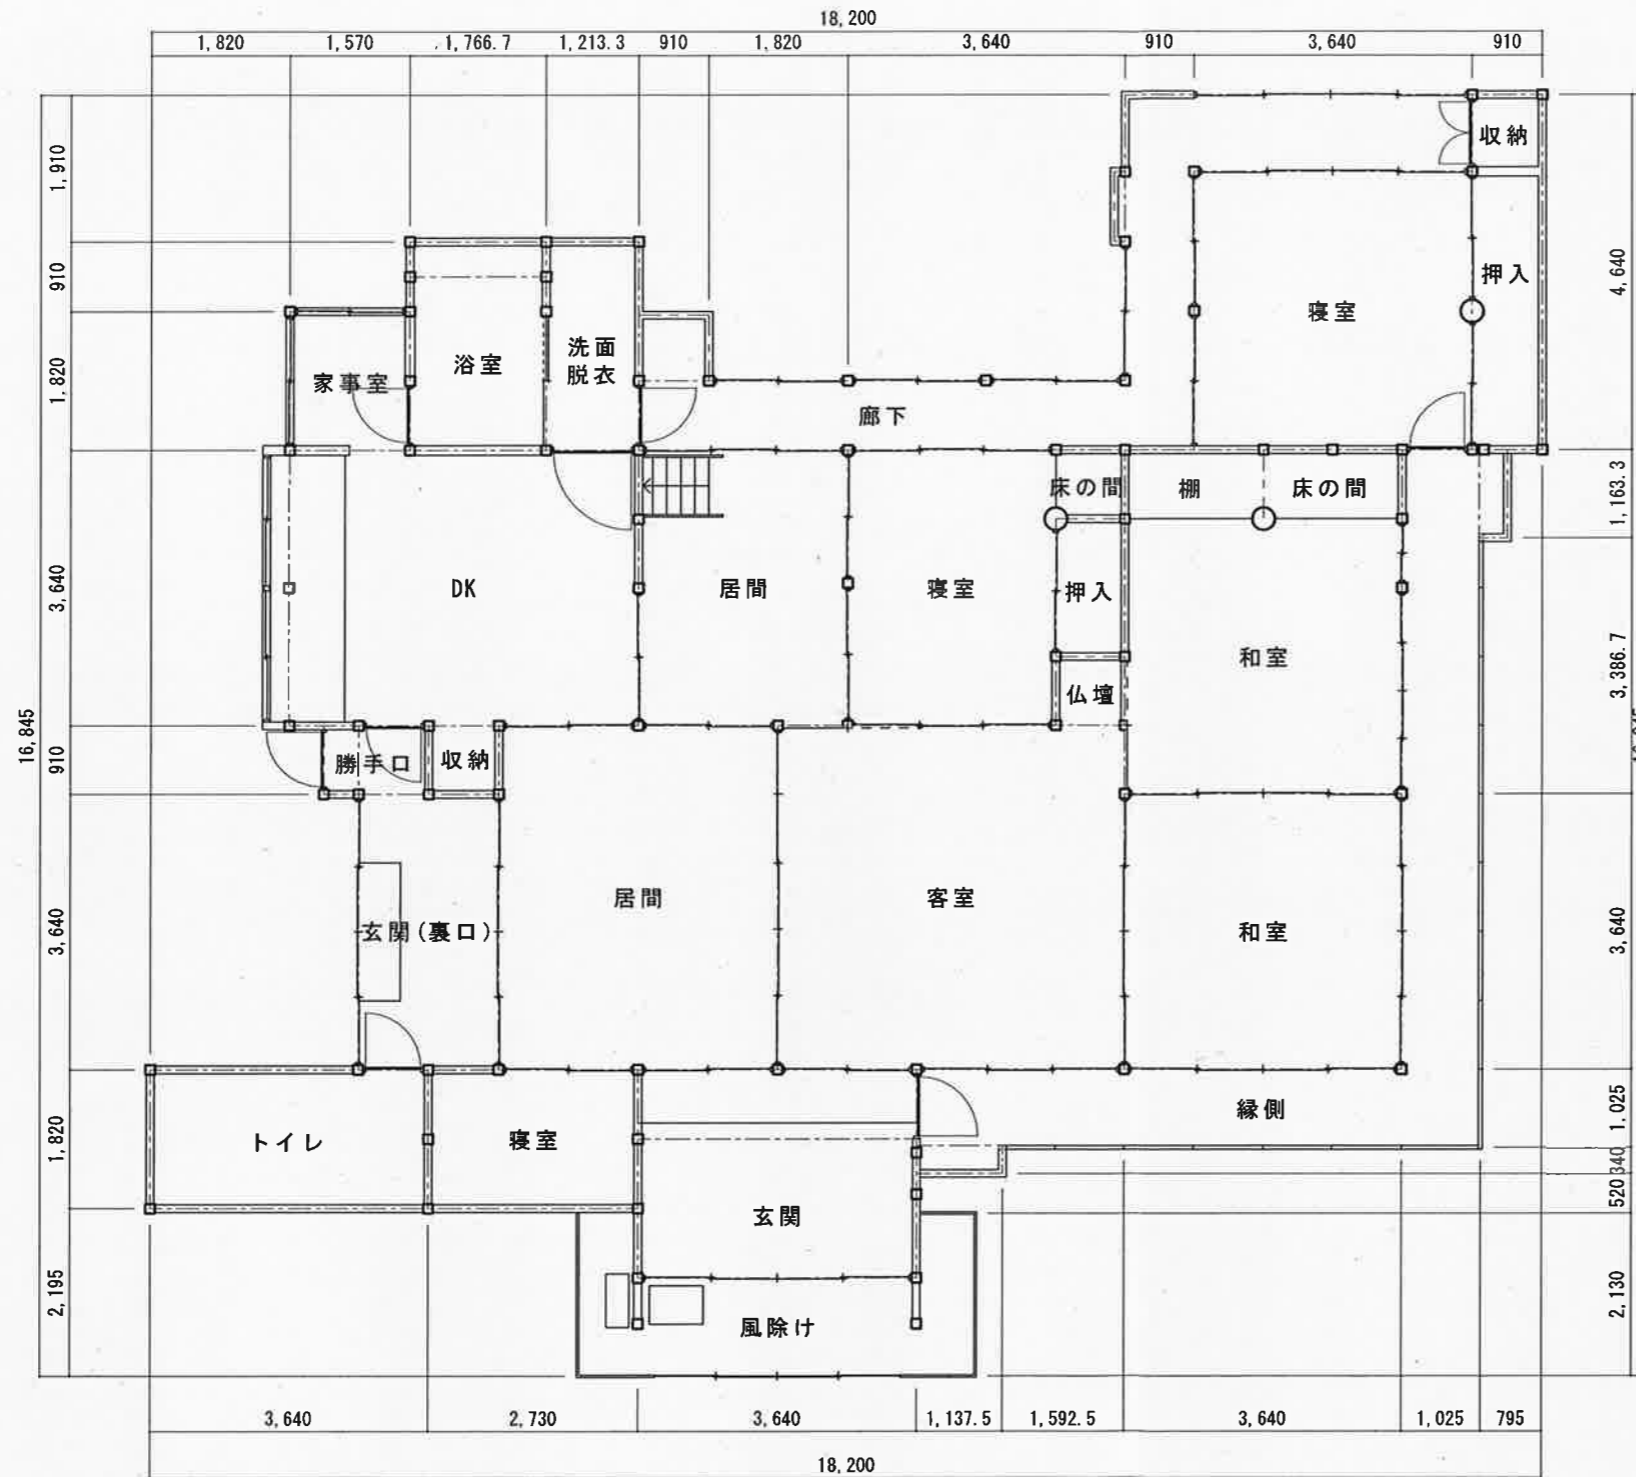 18,200
1,820 1,570 1,766.7 1,213.3 910 1,820 3,640 910 3,640 910
収納
1,910
押入
4,640
910
寝室
洗面
脱衣
浴室
家事室
1,820
廊下
床の間
棚
床の間
1,163.3
3,640
DK
居間
寝室
押入
和室
3,386.7
仏壇
16,845
910
勝手口
収納
居間
客室
玄関(裏口)
和室
3,640
3,640
縁側
1,025
トイレ
寝室
1,820
340
520
玄関
2,195
風除け
2,130
3,640 2,730 3,640 1,137.5 1,592.5 3,640 1,025 795
18,200